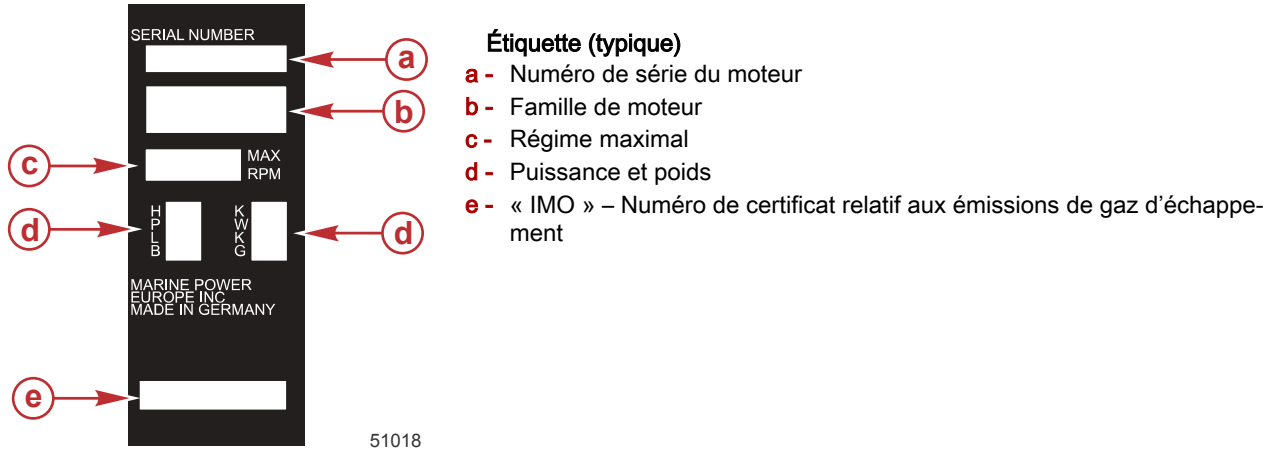 SERIAL NUMBER
a
b
c
MAX
RPM
H
P
L
B
K
W
K
G
d
d
MARINE POWER
EUROPE INC
MADE IN GERMANY
e
51018
Étiquette (typique)
a - Numéro de série du moteur
b - Famille de moteur
c - Régime maximal
d - Puissance et poids
e - « IMO » – Numéro de certificat relatif aux émissions de gaz d’échappe-
ment